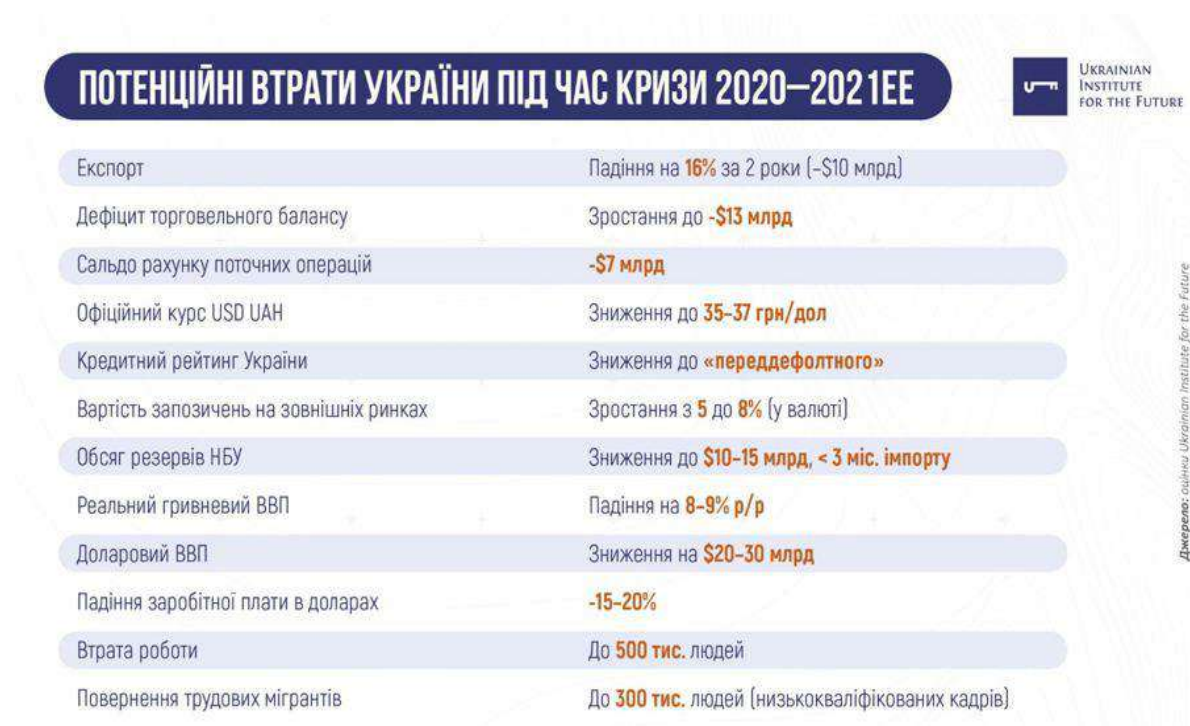 ПОТЕНЦІЙНІ ВТРАТИ УКРАЇНИ ПІД ЧАС КРИЗИ 2020–2021ЕЕ
UKRAINIAN
INSTITUTE
FOR THE FUTURE
Експорт Падіння на 16% за 2 роки (-$10 млрд)
Дефіцит торговельного балансу Зростання до -$13 млрд
Сальдо рахунку поточних операцій -$7 млрд
Офіційний курс USD UAH Зниження до 35–37 грн/дол
Кредитний рейтинг України Зниження до «переддефолтного»
Вартість запозичень на зовнішніх ринках Зростання з 5 до 8% (у валюті)
Обсяг резервів НБУ Зниження до $10–15 млрд, < 3 міс. імпорту
Реальний гривневий ВВП Падіння на 8–9% р/р
Доларовий ВВП Зниження на $20–30 млрд
Падіння заробітної плати в доларах -15–20%
Втрата роботи До 500 тис. людей
Повернення трудових мігрантів До 300 тис. людей (низькокваліфікованих кадрів)
Джерело: оцінки Ukrainian Institute for the Future